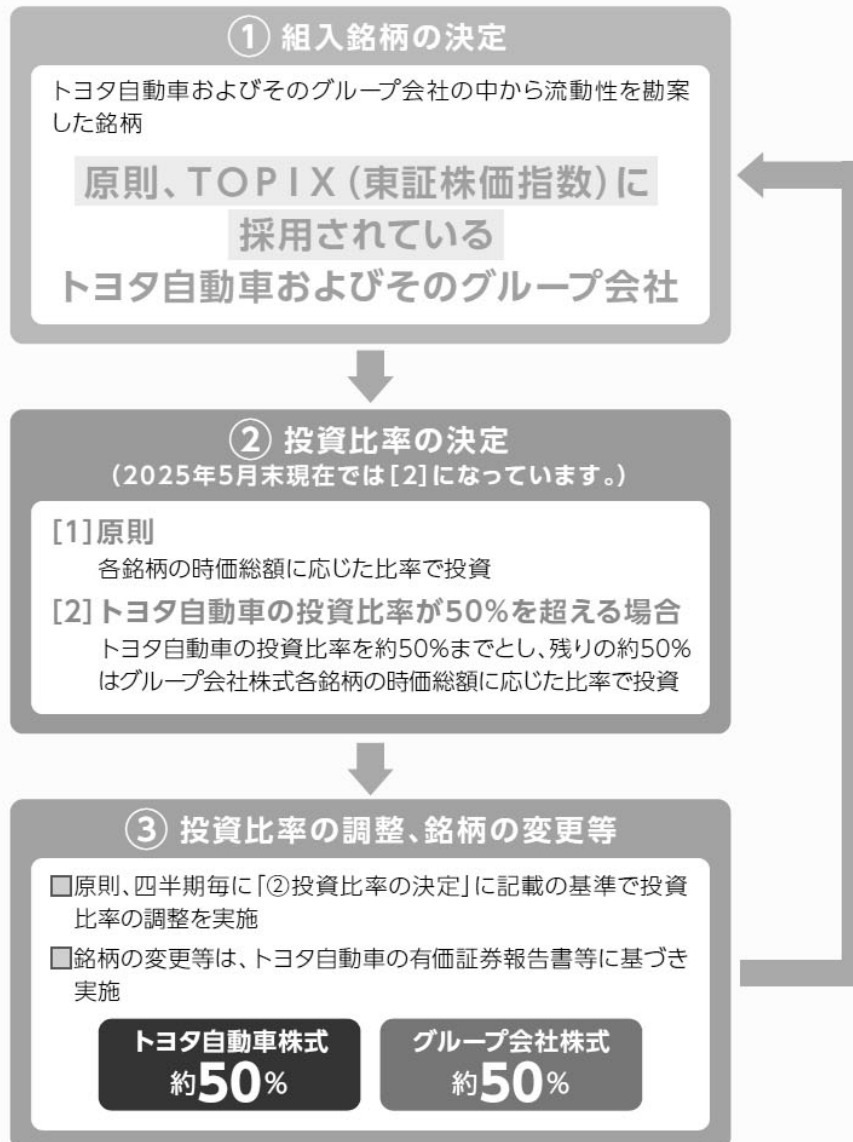 ① 組入銘柄の決定
トヨタ自動車およびそのグループ会社の中から流動性を勘案
した銘柄
原則、TOPIX(東証株価指数)に
採用されている
トヨタ自動車およびそのグループ会社
② 投資比率の決定
(2025年5月末現在では[2]になっています。)
[1]原則
各銘柄の時価総額に応じた比率で投資
[2]トヨタ自動車の投資比率が50%を超える場合
トヨタ自動車の投資比率を約50%までとし、残りの約50%
はグループ会社株式各銘柄の時価総額に応じた比率で投資
③ 投資比率の調整、銘柄の変更等
■原則、四半期毎に「②投資比率の決定」に記載の基準で投資
比率の調整を実施
■銘柄の変更等は、トヨタ自動車の有価証券報告書等に基づき
実施
トヨタ自動車株式
約50%
グループ会社株式
約50%